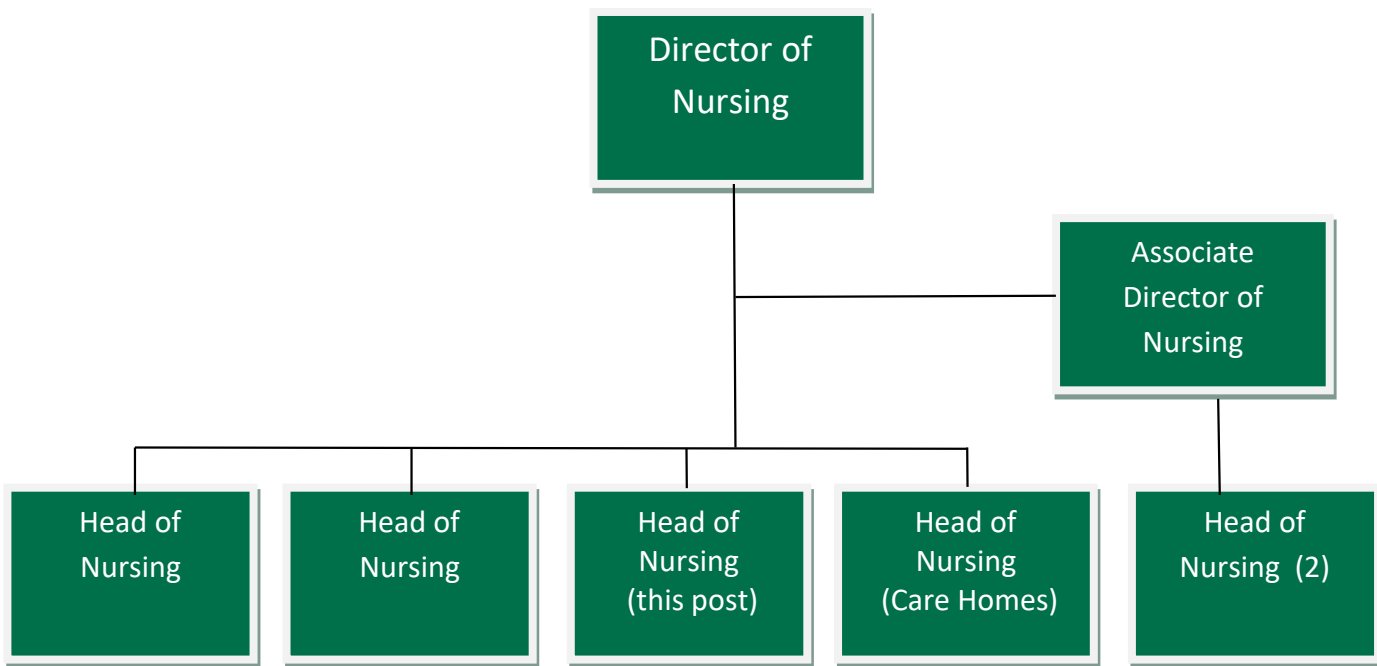 Director of
Nursing
Associate
Director of
Nursing
Head of
Nursing
Head of
Nursing
Head of
Nursing
(this post)
Head of
Nursing
(Care Homes)
Head of
Nursing  (2)